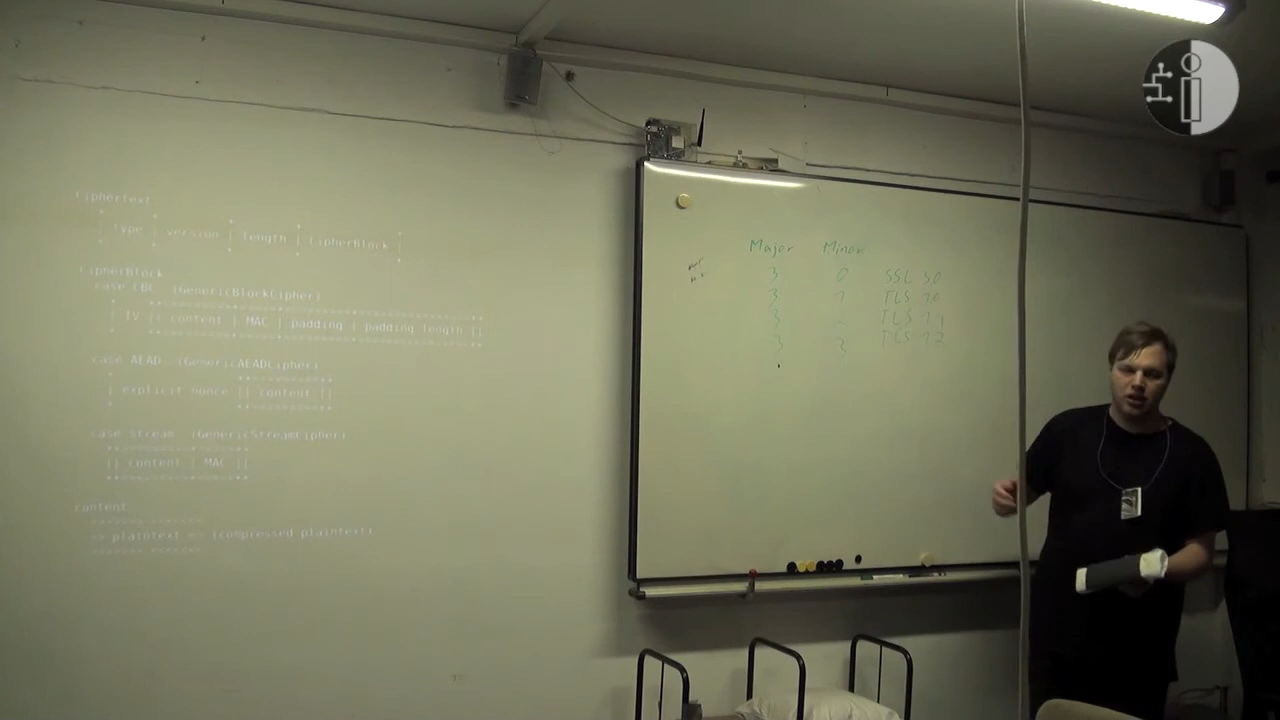 Ciphertext
| Type | version | length | CipherBlock |
CipherBlock
case CBC (GenericBlockCipher)
| IV || content | MAC | padding | padding length ||
case AEAD (GenericAEADCipher)
| explicit nonce || content ||
case Stream (GenericStreamCipher)
|| content | MAC ||
content
plaintext (compressed plaintext)
Major Minor
3 0 SSL 3.0
3 1 TLS 1.0
3 2 TLS 1.1
3 3 TLS 1.2